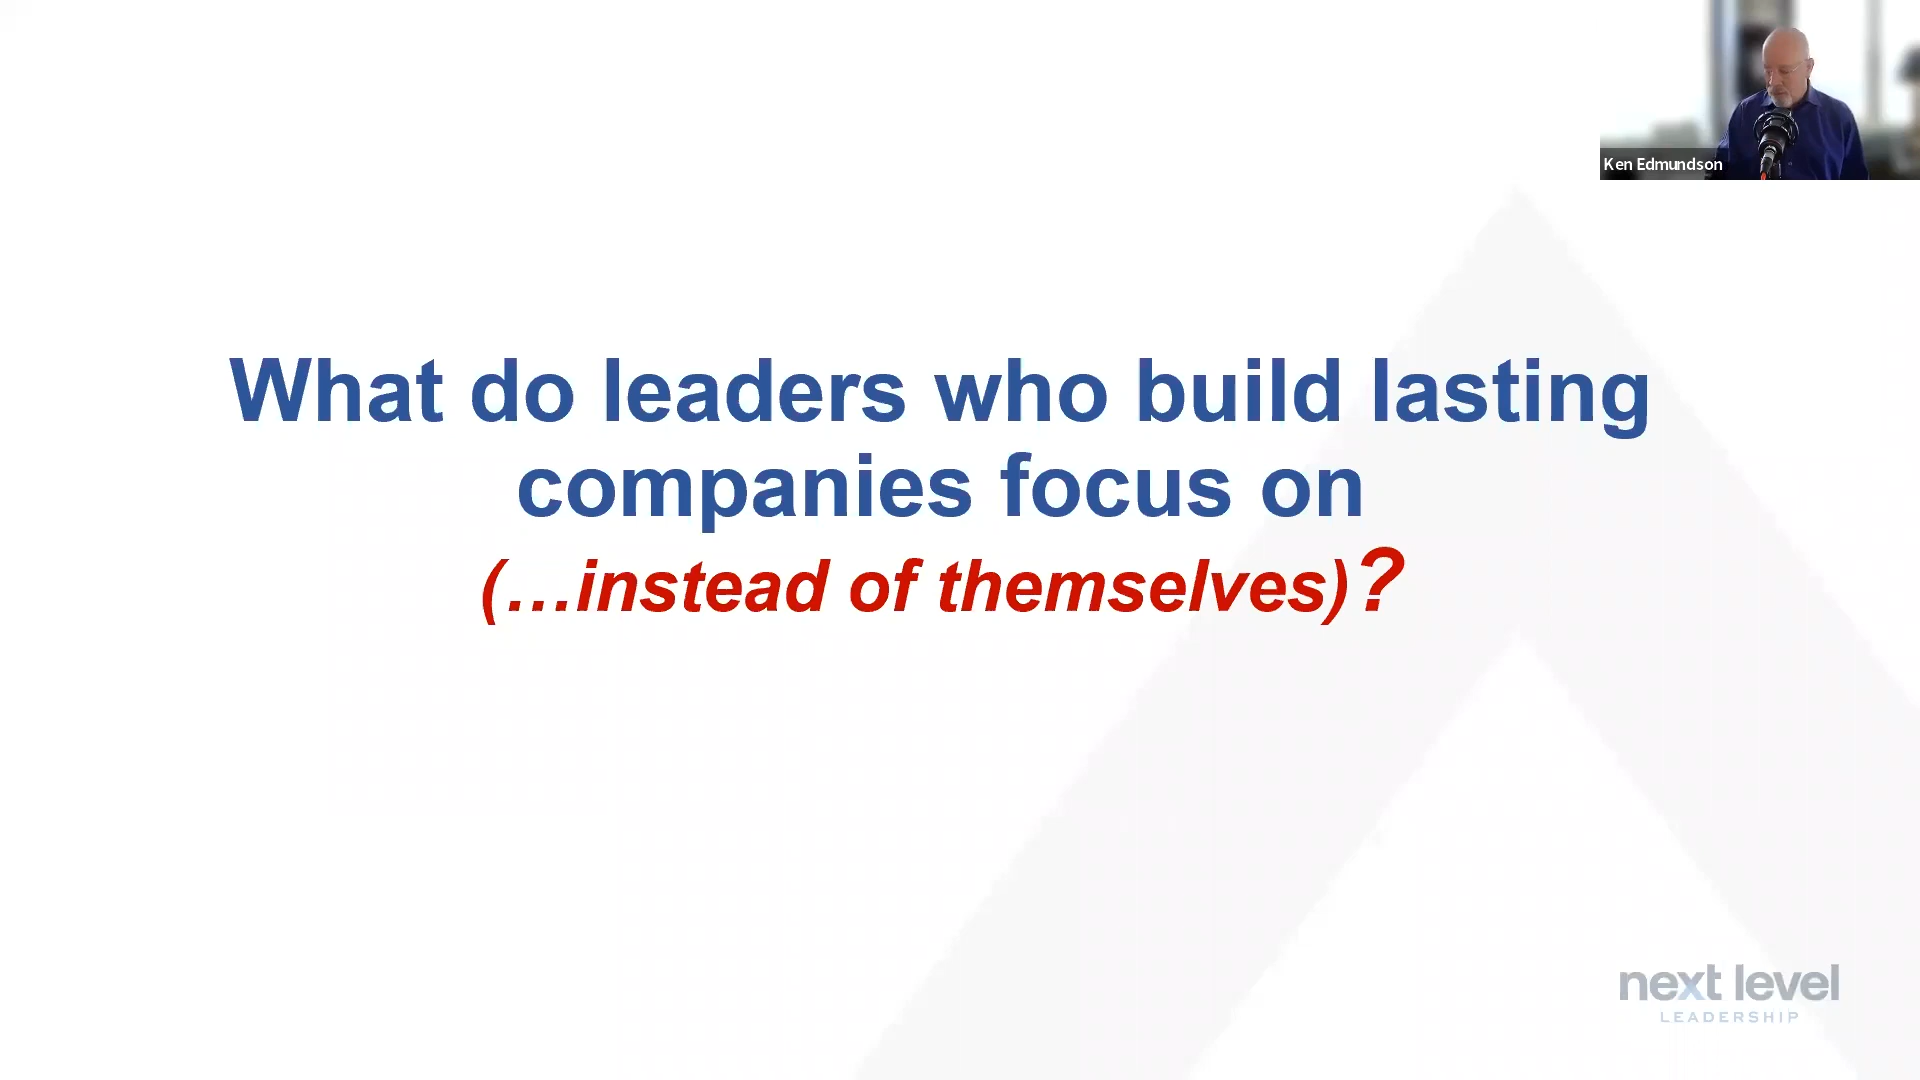 Ken Edmundson
What do leaders who build lasting
companies focus on
(…instead of themselves)?
next level
LEADERSHIP